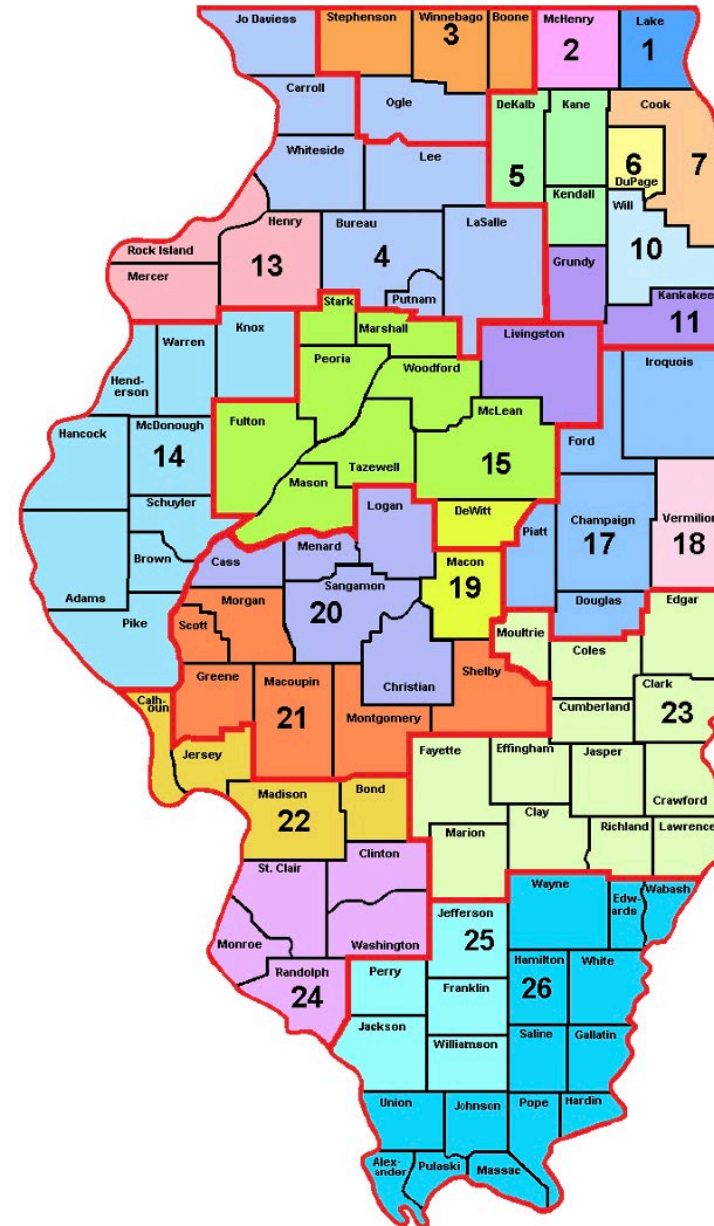 Jo Daviess
Stephenson
Winnebago
Boone
McHenry
Lake
3
2
1
Carroll
Ogle
DeKalb
Kane
Cook
Whiteside
Lee
6
DuPage
7
5
Kendall
Will
Henry
Bureau
LaSalle
Rock Island
13
4
10
Mercer
Putnam
Grundy
Kankakee
11
Stark
Knox
Marshall
Livingston
Warren
Peoria
Woodford
Iroquois
Hend-
erson
Hancock
McDonough
Fulton
McLean
Ford
14
Tazewell
15
Mason
Schuyler
Logan
DeWitt
Champaign
Vermilion
Piatt
17
18
Brown
Cass
Menard
Macon
Adams
Sangamon
19
Pike
Morgan
20
Douglas
Edgar
Scott
Moultrie
Coles
Greene
Macoupin
Christian
Shelby
Clark
Calh-
oun
21
Montgomery
Cumberland
23
Jersey
Fayette
Effingham
Jasper
Madison
Bond
22
Crawford
Marion
Clay
Richland
Lawrence
Clinton
St. Clair
Wayne
Wabash
Edw-
ards
Jefferson
25
Monroe
Washington
Randolph
24
Perry
Hamilton
26
White
Franklin
Jackson
Saline
Gallatin
Williamson
Union
Johnson
Pope
Hardin
Alex-
ander
Pulaski
Massac